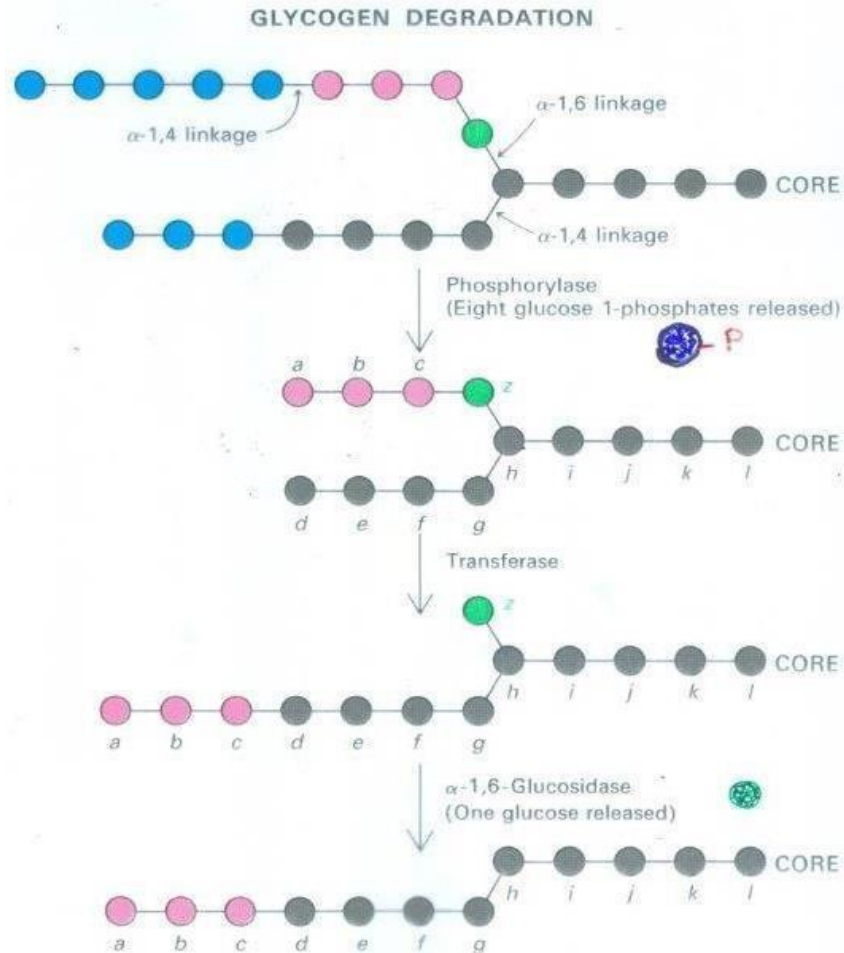 GLYCOGEN DEGRADATION
α-1,6 linkage
α-1,4 linkage
CORE
α-1,4 linkage
Phosphorylase
(Eight glucose 1-phosphates released)
P
a b c
z
CORE
h i j k l
d e f g
Transferase
z
CORE
h i j k l
a b c d e f g
α-1,6-Glucosidase
(One glucose released)
CORE
h i j k l
a b c d e f g